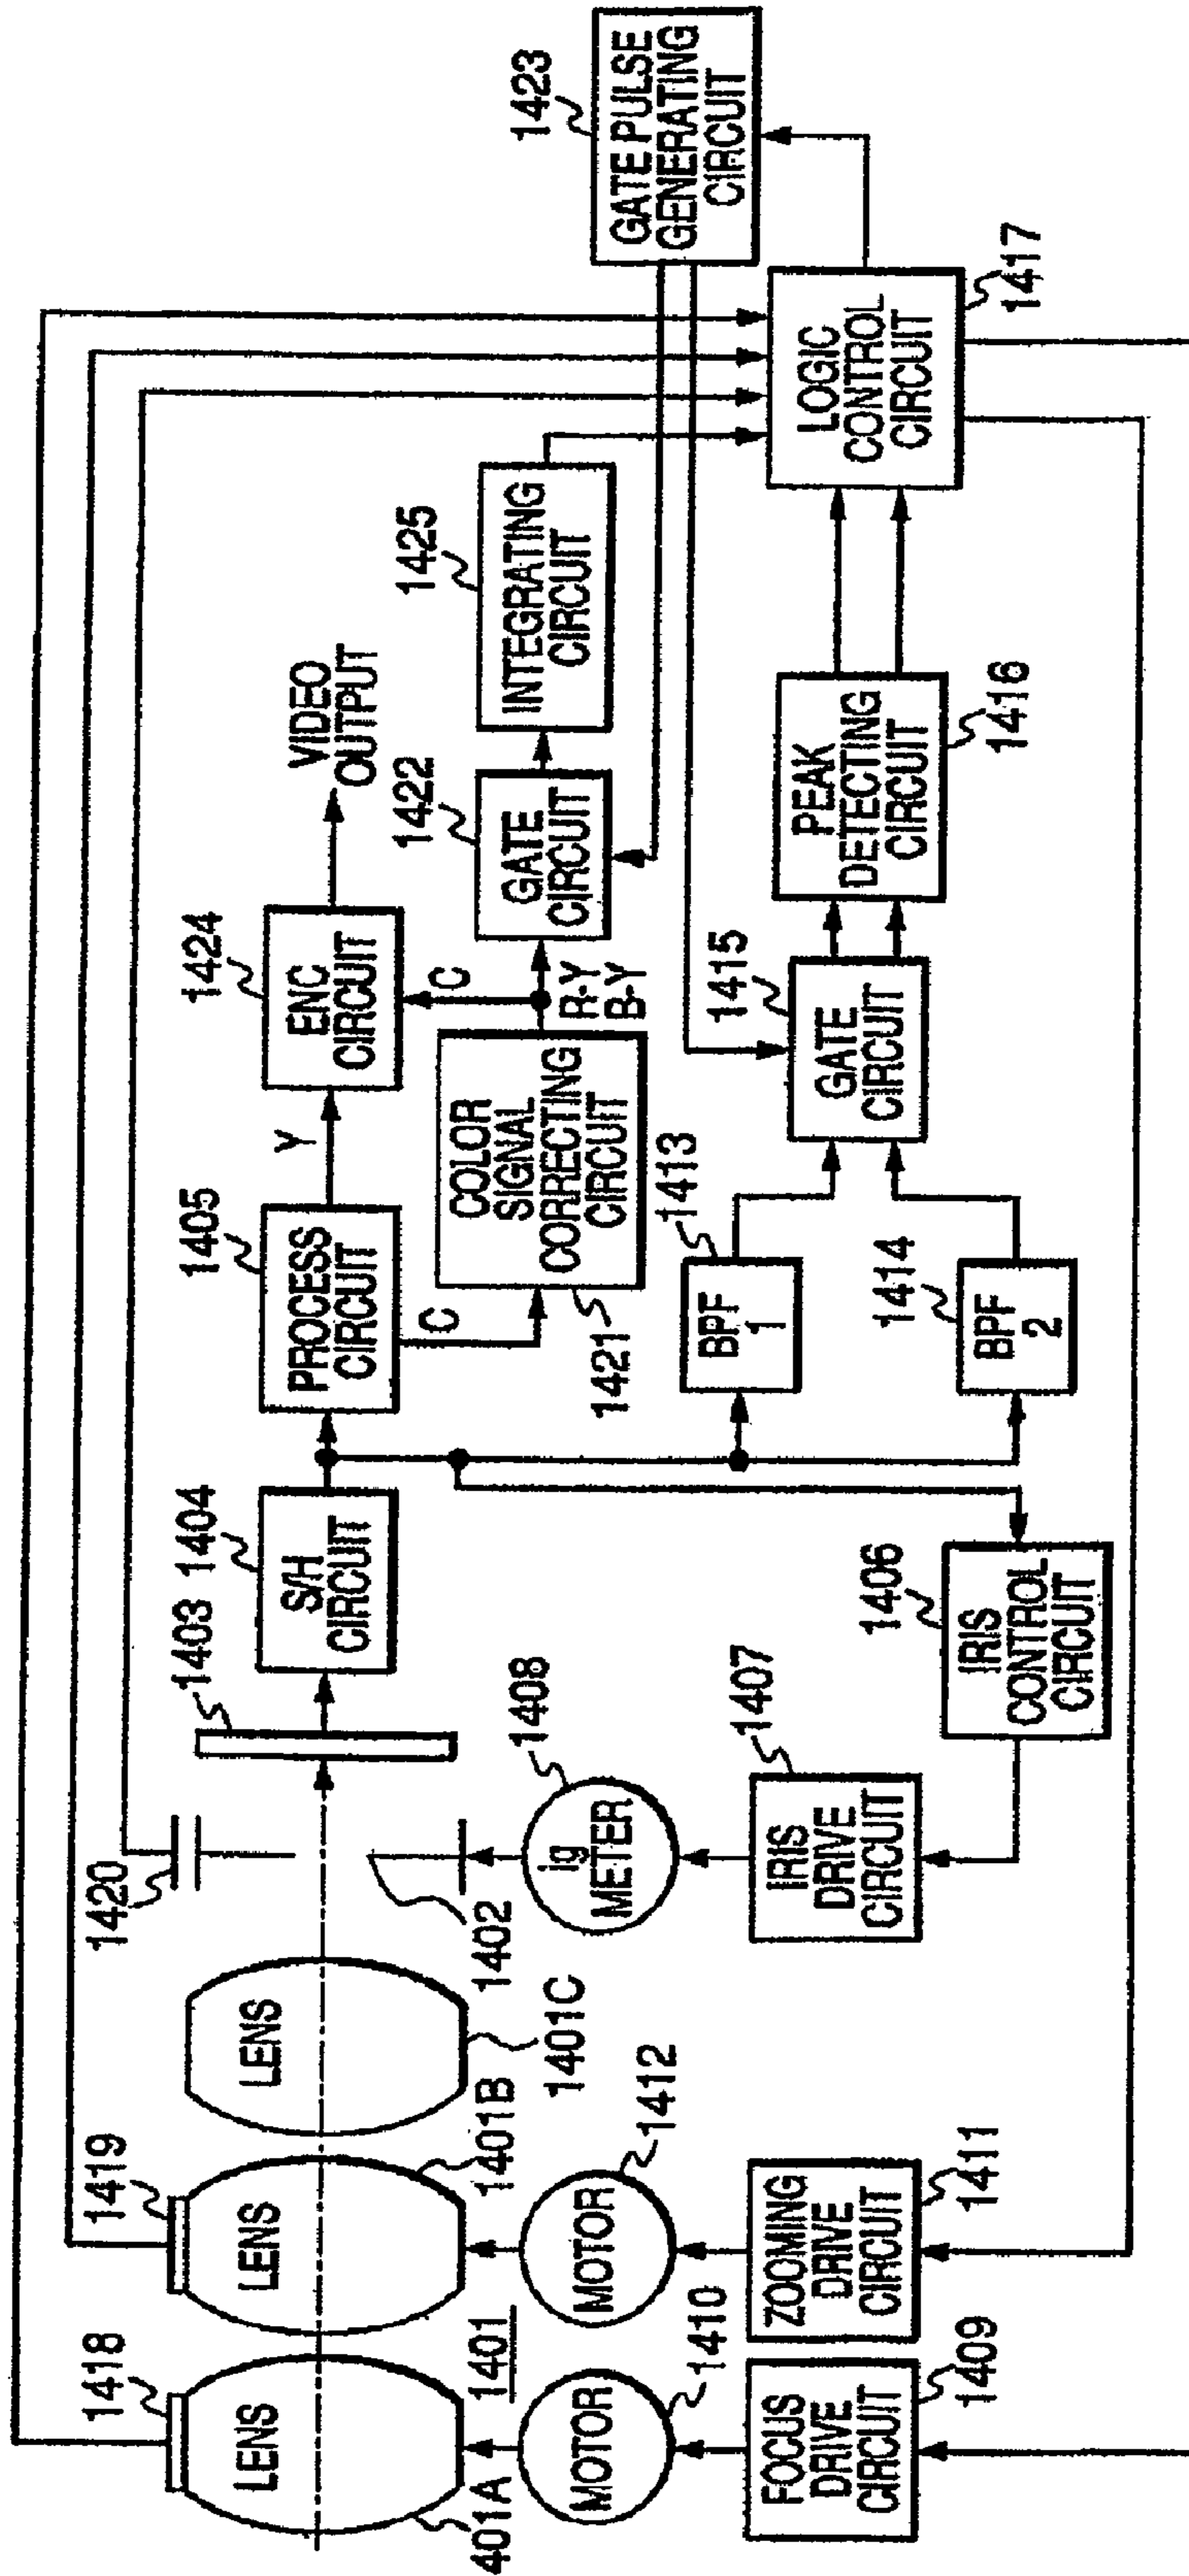 1418
LENS
401A
1419
LENS
1401B
LENS
1401C
1401
1420
1402
1403
1404
S/H
CIRCUIT
1405
PROCESS
CIRCUIT
Y
C
1424
ENC
CIRCUIT
VIDEO
OUTPUT
C
COLOR
SIGNAL
CORRECTING
CIRCUIT
1421
R-Y
B-Y
1422
GATE
CIRCUIT
1425
INTEGRATING
CIRCUIT
1423
GATE PULSE
GENERATING
CIRCUIT
MOTOR
1410
MOTOR
1412
ig
METER
1408
FOCUS
DRIVE
CIRCUIT
1409
ZOOMING
DRIVE
CIRCUIT
1411
IRIS
DRIVE
CIRCUIT
1407
IRIS
CONTROL
CIRCUIT
1406
BPF
1
1413
BPF
2
1414
GATE
CIRCUIT
1415
PEAK
DETECTING
CIRCUIT
1416
LOGIC
CONTROL
CIRCUIT
1417